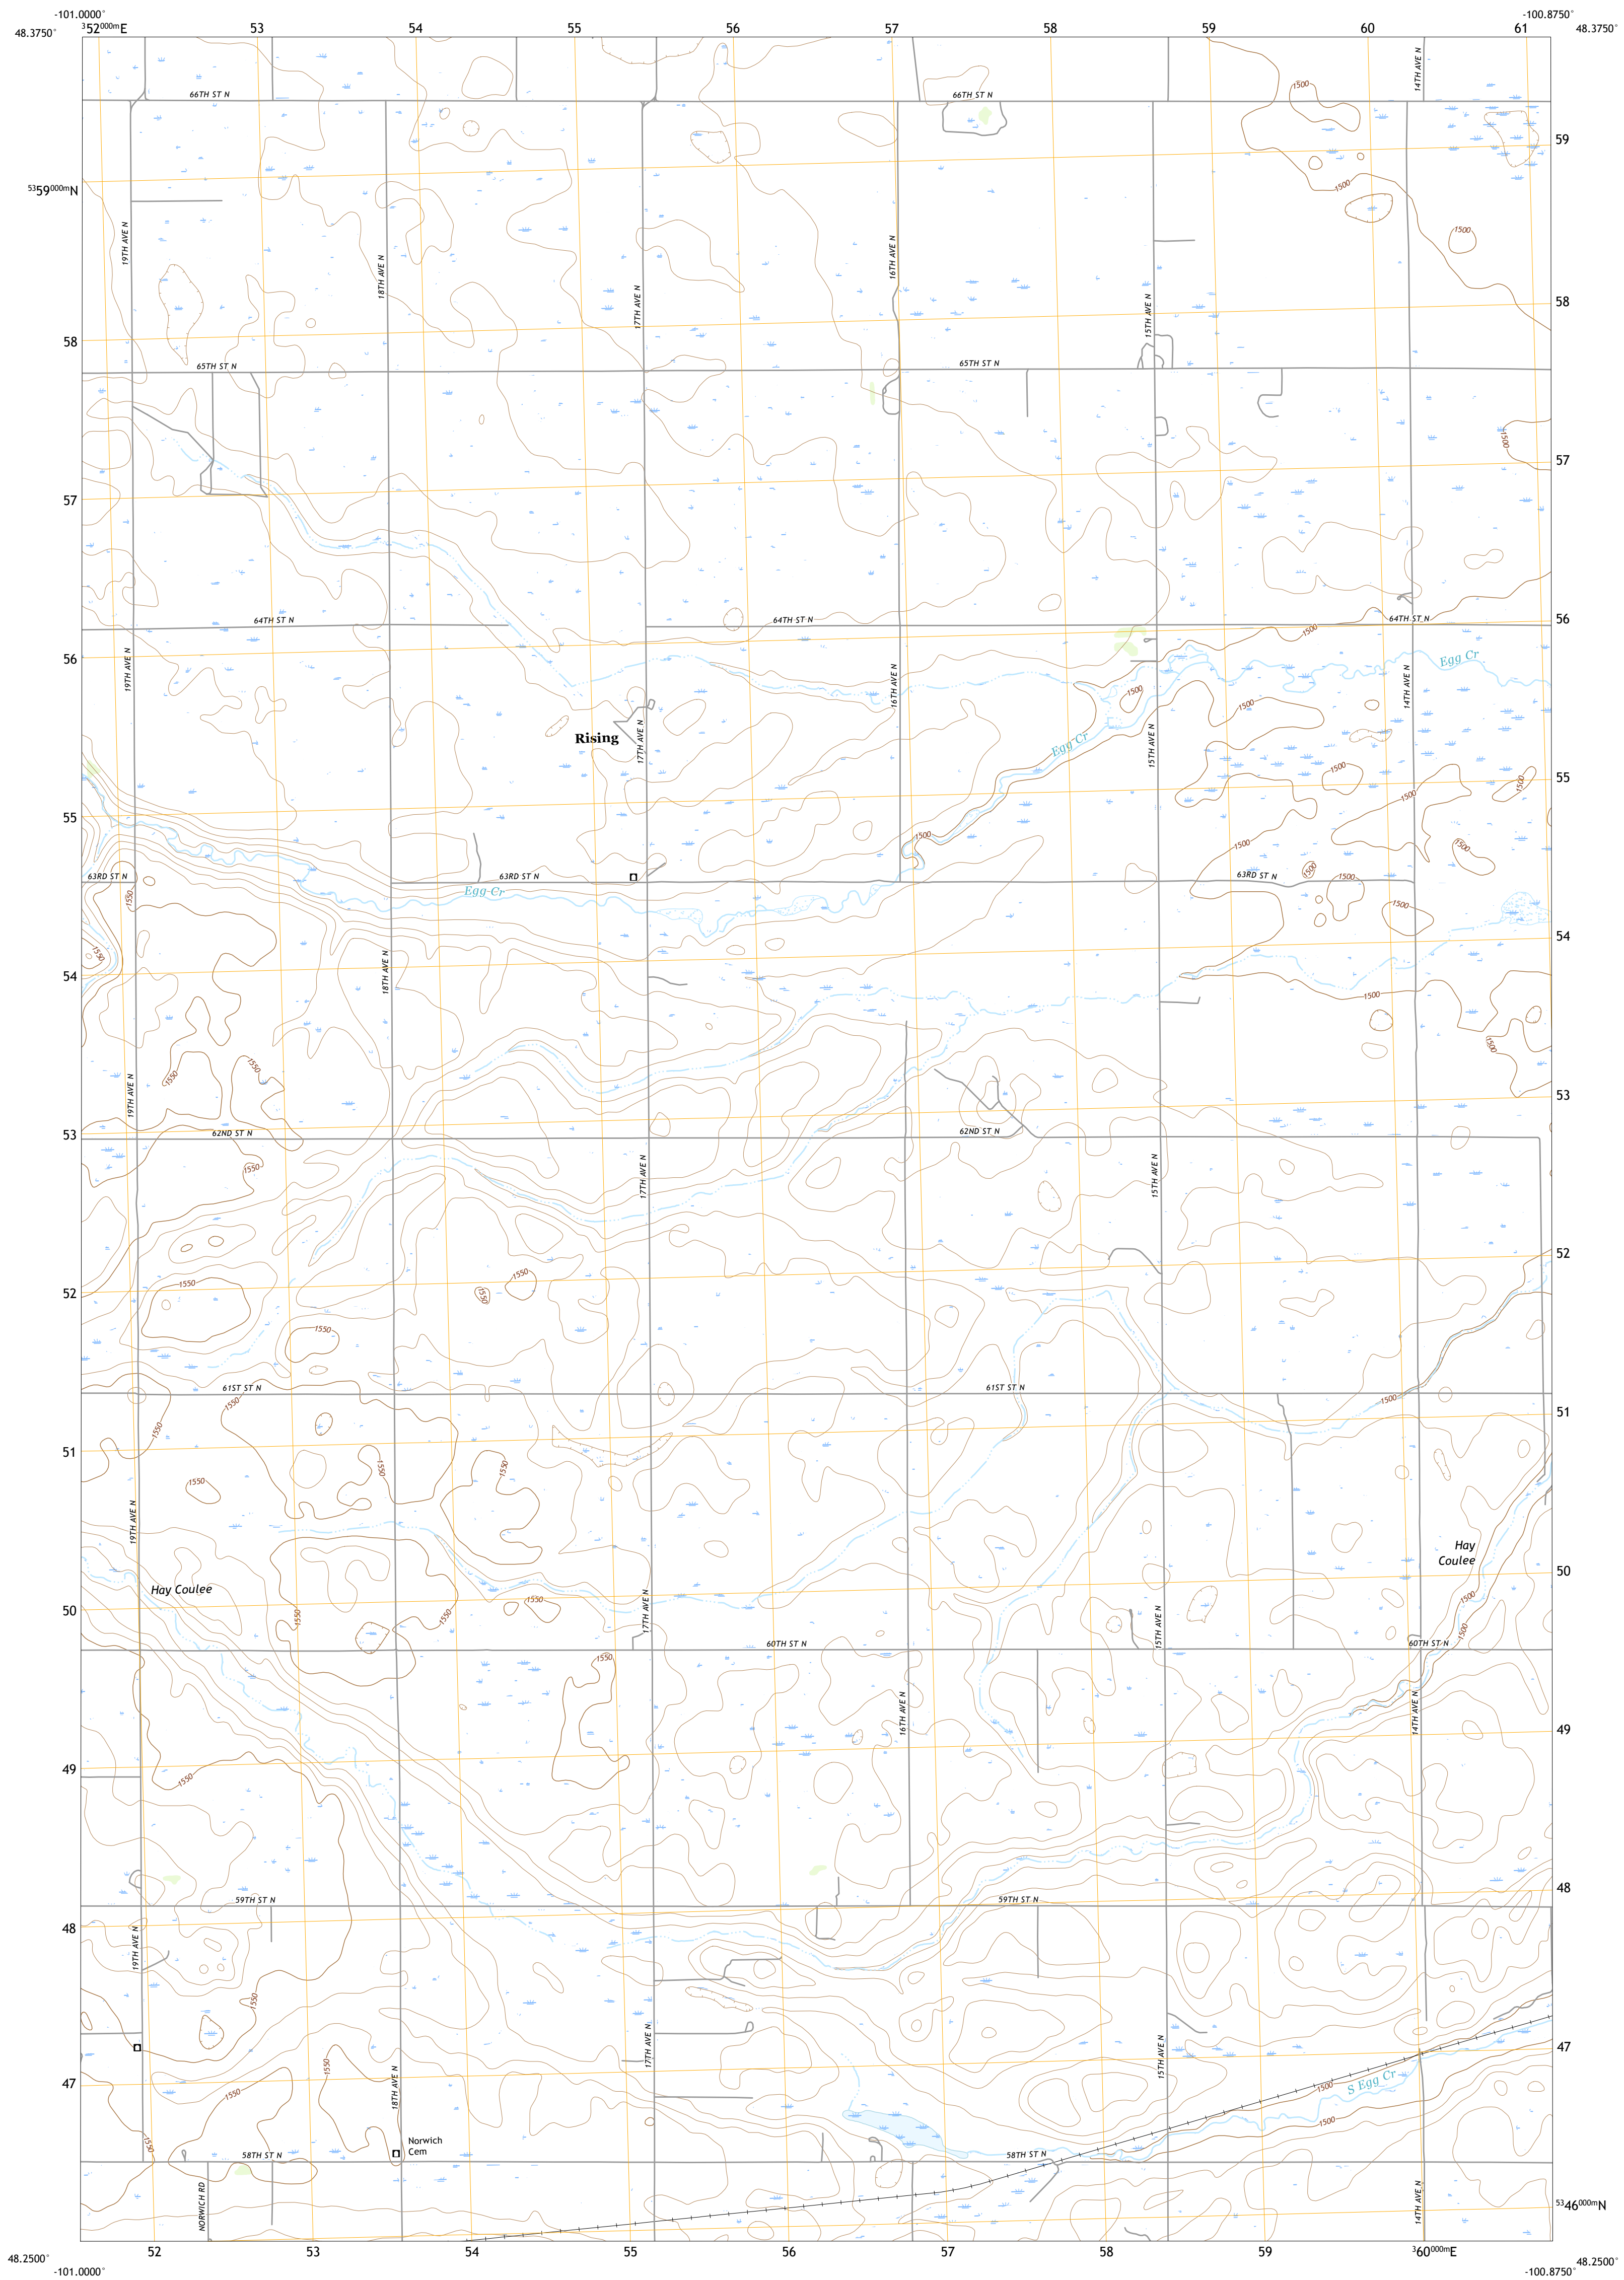 -101.0000°
-100.8750°
48.3750°
³52⁰⁰⁰ᵐE
53
54
55
56
57
58
59
60
61
48.3750°
14TH AVE N
66TH ST N
66TH ST N
1500
59
⁵³59⁰⁰⁰ᵐN
1500
1500
19TH AVE N
18TH AVE N
17TH AVE N
16TH AVE N
15TH AVE N
58
58
65TH ST N
65TH ST N
1500
57
57
64TH ST N
64TH ST N
64TH ST N
1500
56
56
19TH AVE N
16TH AVE N
14TH AVE N
Egg Cr
1500
1500
Rising
17TH AVE N
Egg Cr
15TH AVE N
1500
1500
55
1500
55
1500
1500
1500
63RD ST N
63RD ST N
63RD ST N
1500
1500
1550
Egg Cr
1500
54
1550
18TH AVE N
54
1500
1500
1550
1550
19TH AVE N
53
53
62ND ST N
62ND ST N
1550
17TH AVE N
15TH AVE N
52
1550
1550
1550
52
1550
61ST ST N
61ST ST N
1500
1550
1550
51
51
1550
1550
1550
19TH AVE N
Hay
Coulee
Hay Coulee
50
1550
1500
50
1550
1550
17TH AVE N
15TH AVE N
1500
60TH ST N
60TH ST N
1550
16TH AVE N
14TH AVE N
49
49
1550
59TH ST N
59TH ST N
48
48
19TH AVE N
1550
17TH AVE N
15TH AVE N
47
1550
18TH AVE N
47
1550
1500
S Egg Cr
1500
1550
Norwich
Cem
58TH ST N
58TH ST N
NORWICH RD
14TH AVE N
⁵³46⁰⁰⁰ᵐN
52
53
54
55
56
57
58
59
³60⁰⁰⁰ᵐE
48.2500°
48.2500°
-101.0000°
-100.8750°